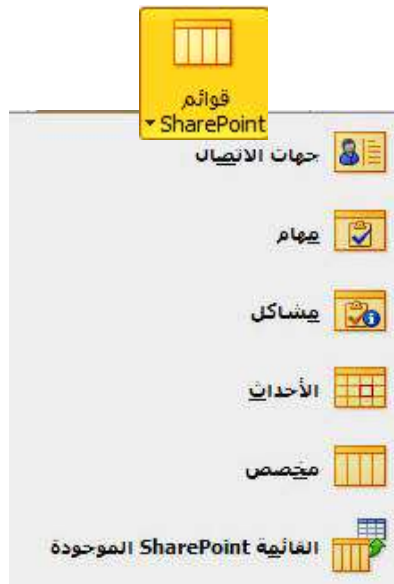 قوائم
SharePoint
جهات الاتصال
مهام
مشاكل
الأحداث
مخصص
القائمة SharePoint الموجودة